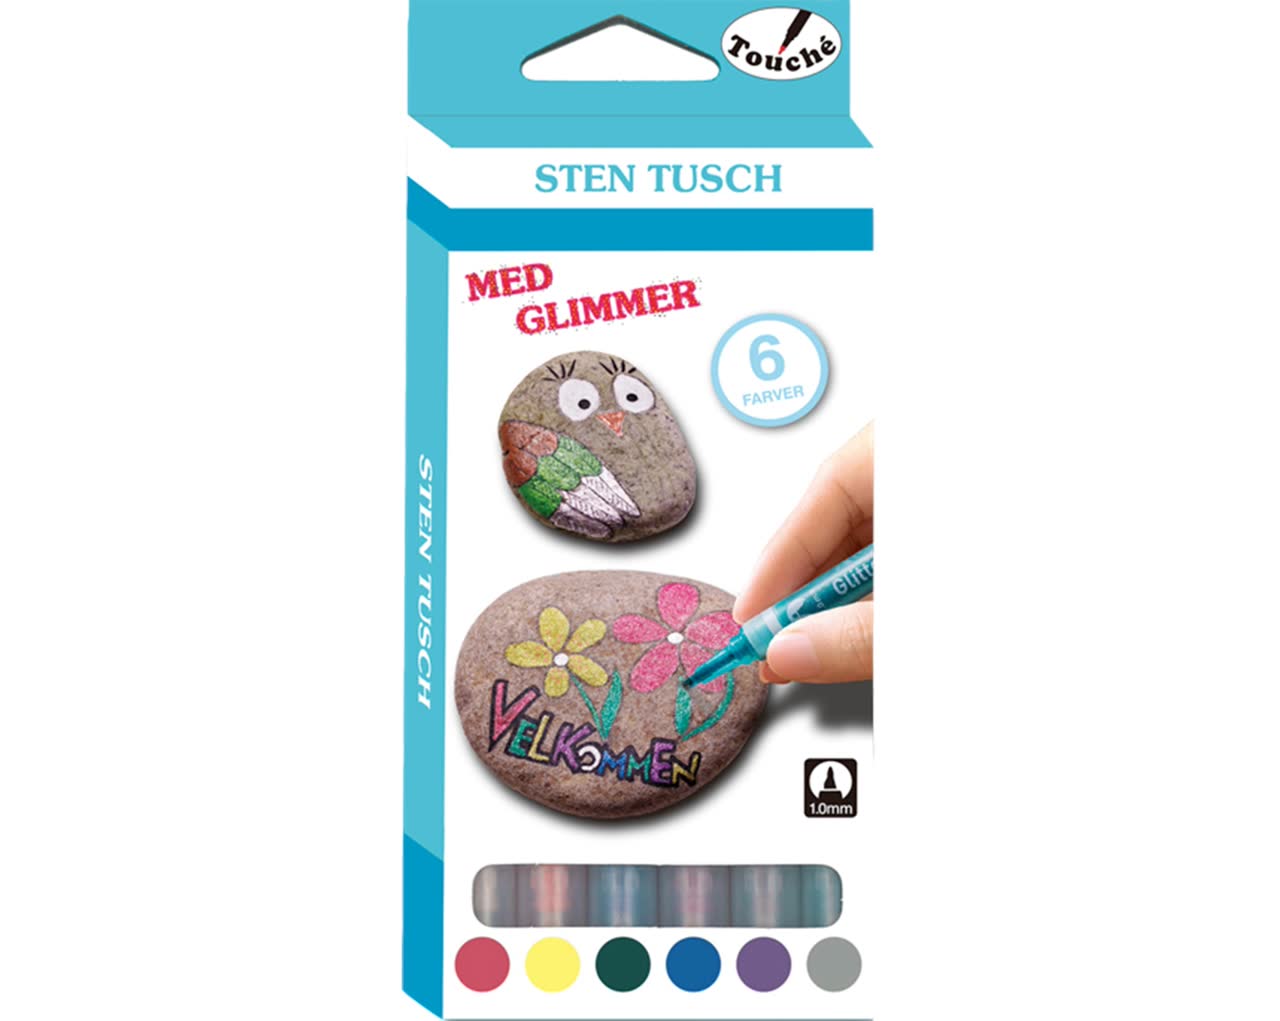 Touché
STEN TUSCH
MED
GLIMMER
6
FARVER
STEN TUSCH
VELKOMMEN
1.0mm